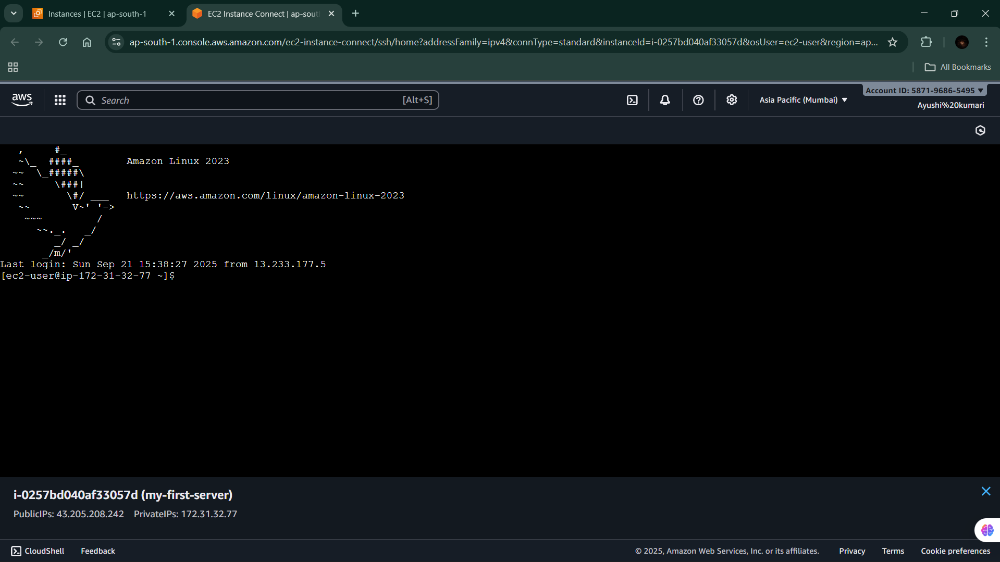 Instances | EC2 | ap-south-1
EC2 Instance Connect | ap-sout
ap-south-1.console.aws.amazon.com/ec2-instance-connect/ssh/home?addressFamily=ipv4&connType=standard&instanceId=i-0257bd040af33057d&osUser=ec2-user&region=ap...
All Bookmarks
aws
Search [Alt+S]
Asia Pacific (Mumbai)
Account ID: 5871-9686-5495
Ayushi%20kumari
   ,     #_
   ~\_  ####_        Amazon Linux 2023
  ~~  \_#####\
  ~~     \###|
  ~~       \#/ ___   https://aws.amazon.com/linux/amazon-linux-2023
   ~~       V~' '->
    ~~~         /
      ~~._.   _/
         _/ _/
       _/m/'
Last login: Sun Sep 21 15:38:27 2025 from 13.233.177.5
[ec2-user@ip-172-31-32-77 ~]$
i-0257bd040af33057d (my-first-server)
PublicIPs: 43.205.208.242 PrivateIPs: 172.31.32.77
CloudShell Feedback © 2025, Amazon Web Services, Inc. or its affiliates. Privacy Terms Cookie preferences